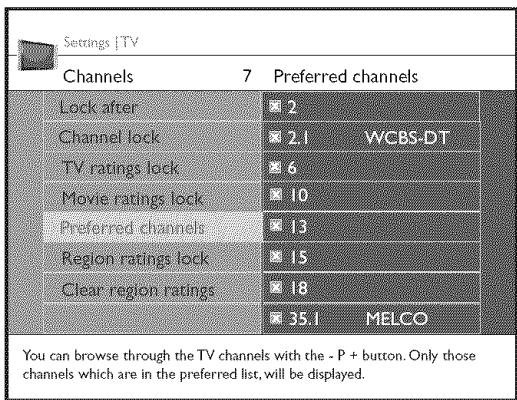 Settings |TV
Channels 7 Preferred channels
Lock after
Channel lock
TV ratings lock
Movie ratings lock
Preferred channels
Region ratings lock
Clear region ratings
2
2.1 WCBS-DT
6
10
13
15
18
35.1 MELCO
You can browse through the TV channels with the - P + button. Only those
channels which are in the preferred list, will be displayed.